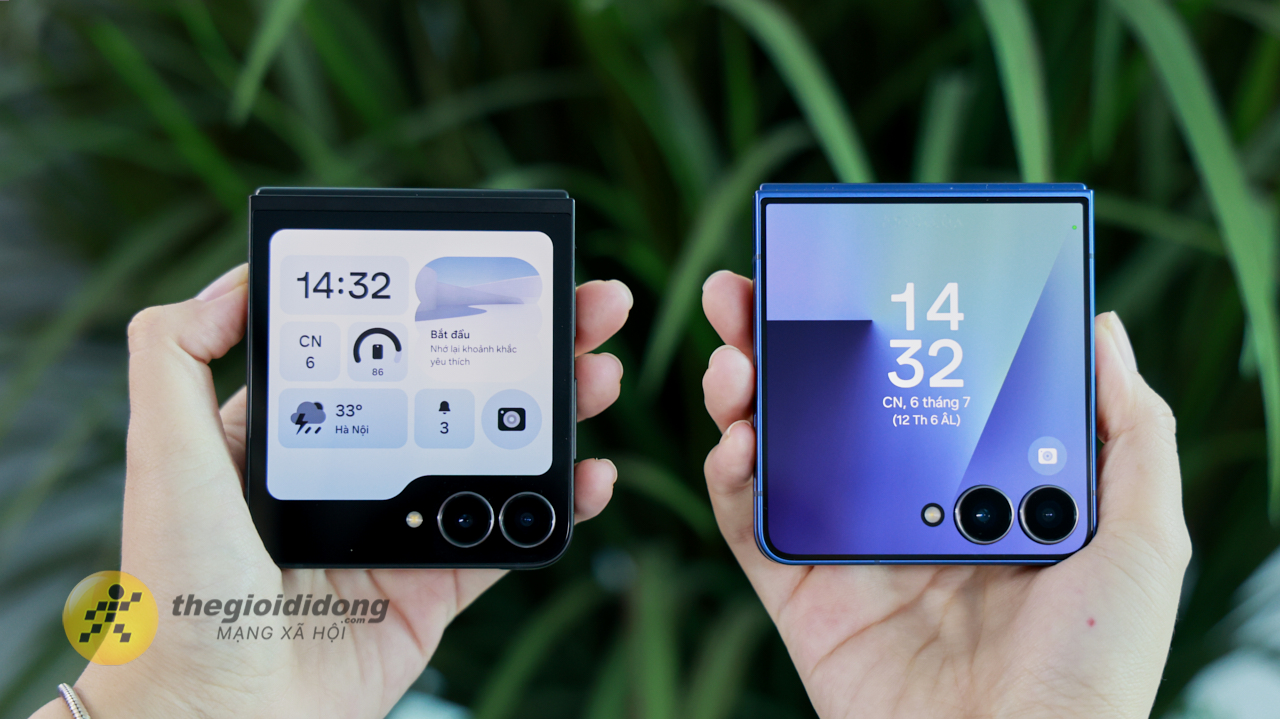 14:32
CN
6
86
Bắt đầu
Nhớ lại khoảnh khắc
yêu thích
33°
Hà Nội
3
14
32
CN, 6 tháng 7
(12 Th 6 ÂL)
thegioididong
.com
MẠNG XÃ HỘI